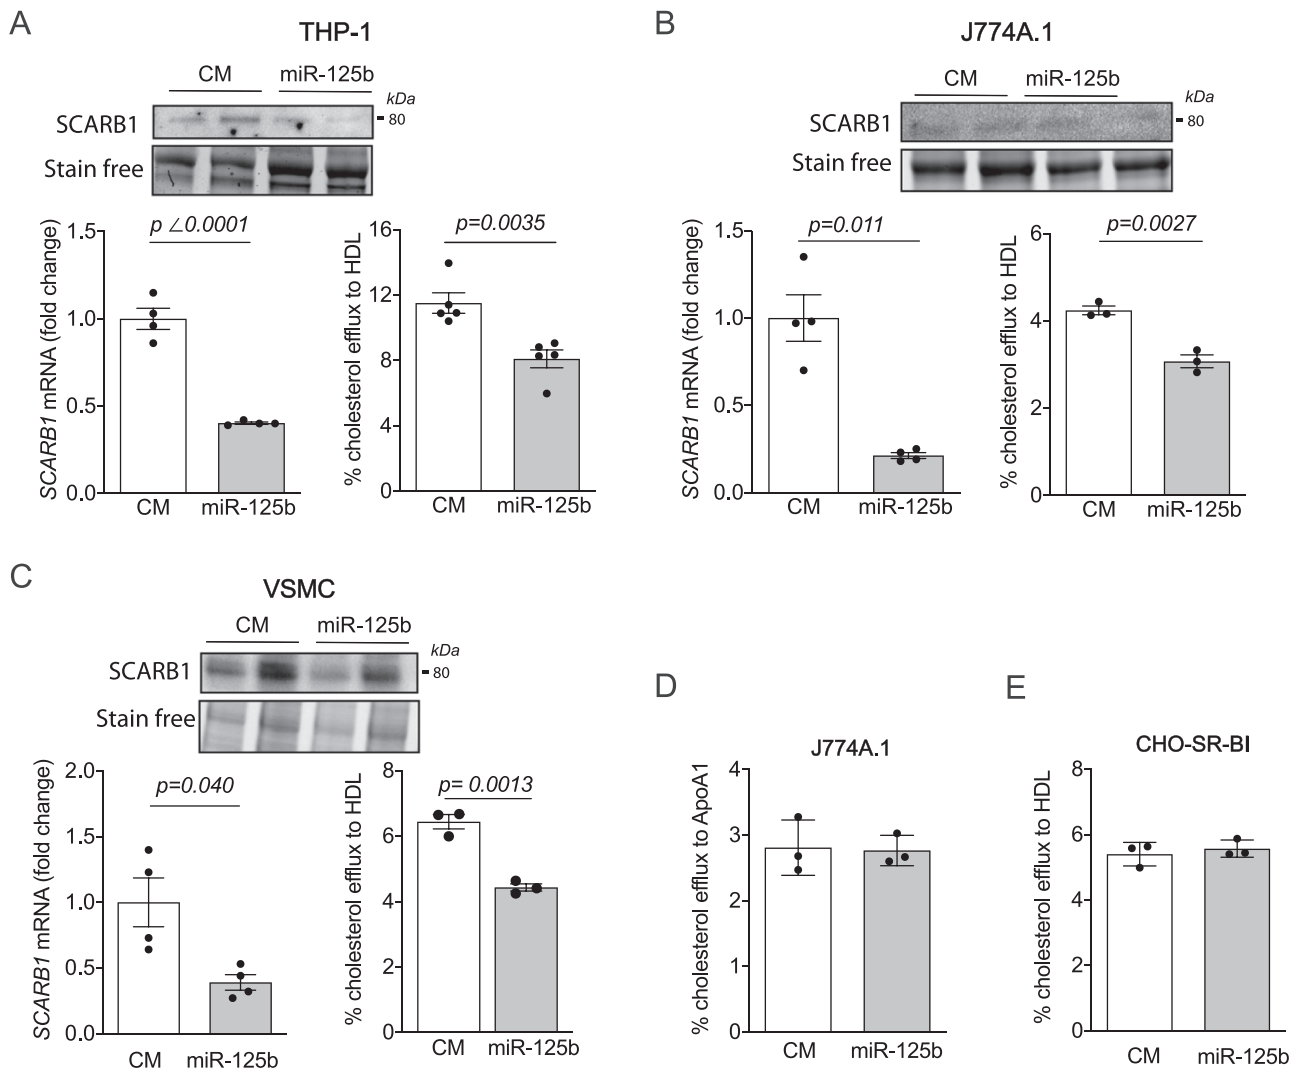 A
THP-1
CM miR-125b
kDa
SCARB1
80
Stain free
p ∠0.0001
SCARB1 mRNA (fold change)
1.5
1.0
0.5
0.0
CM miR-125b
p=0.0035
% cholesterol efflux to HDL
16
12
8
4
0
CM miR-125b
B
J774A.1
CM miR-125b
kDa
SCARB1
80
Stain free
p=0.011
SCARB1 mRNA (fold change)
1.5
1.0
0.5
0.0
CM miR-125b
p=0.0027
% cholesterol efflux to HDL
6
4
2
0
CM miR-125b
C
VSMC
CM miR-125b
kDa
SCARB1
80
Stain free
p=0.040
SCARB1 mRNA (fold change)
2.0
1.5
1.0
0.5
0.0
CM miR-125b
p= 0.0013
% cholesterol efflux to HDL
8
6
4
2
0
CM miR-125b
D
J774A.1
% cholesterol efflux to ApoA1
4
3
2
1
0
CM miR-125b
E
CHO-SR-BI
% cholesterol efflux to HDL
8
6
4
2
0
CM miR-125b